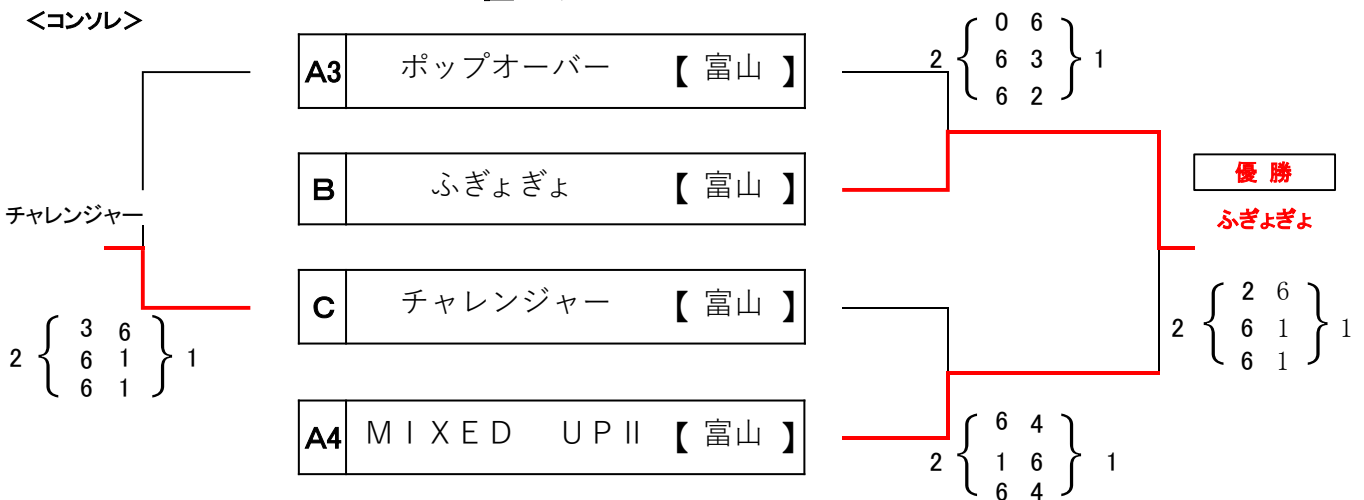 ＜コンソレ＞
A3 ポップオーバー 【 富山 】
2 { 0 6 } 1
6 3
6 2
B ふぎょぎょ 【 富山 】
優 勝
ふぎょぎょ
チャレンジャー
C チャレンジャー 【 富山 】
2 { 2 6 } 1
6 1
6 1
2 { 3 6 } 1
6 1
6 1
A4 ＭＩＸＥＤ　ＵＰⅡ 【 富山 】
2 { 6 4 } 1
1 6
6 4